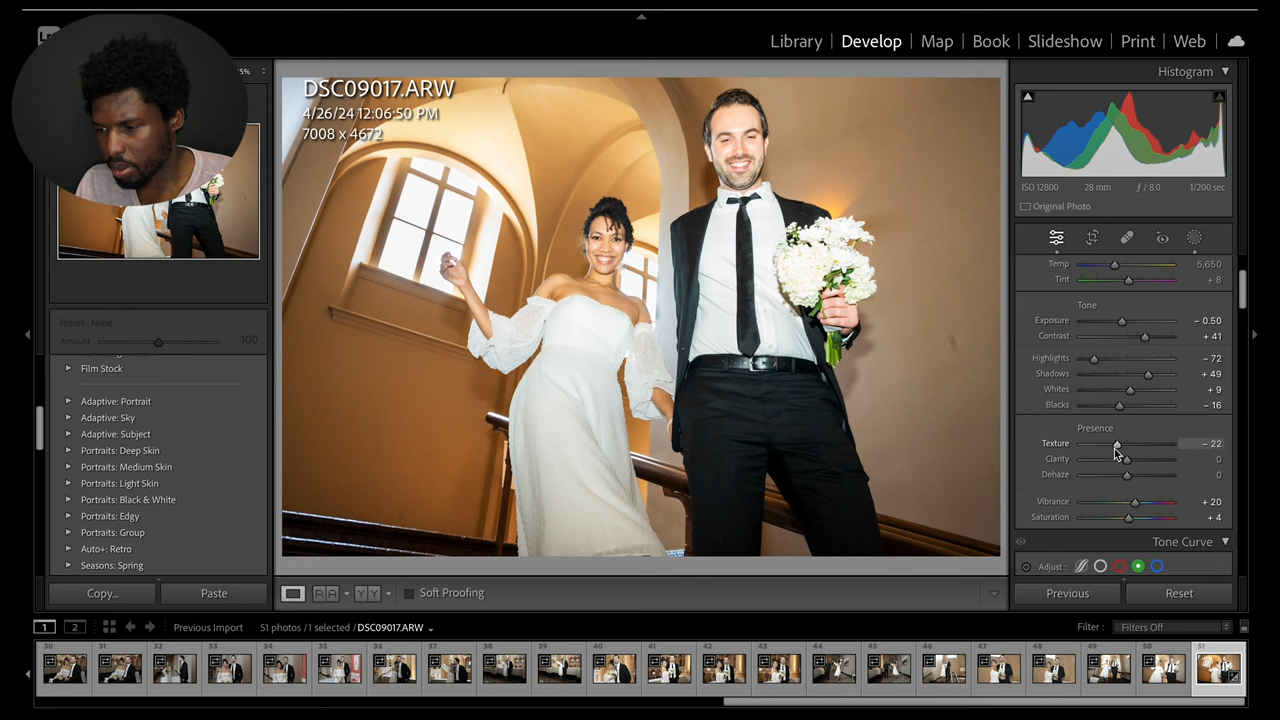 Library | Develop | Map | Book | Slideshow | Print | Web
5%
Histogram
ISO 12800 28 mm ƒ / 8.0 1/200 sec
Original Photo
DSC09017.ARW
4/26/24 12:06:50 PM
7008 x 4672
Temp 5,650
Tint + 8
Tone
Exposure – 0.50
Contrast + 41
Highlights – 72
Shadows + 49
Whites + 9
Blacks – 16
Presence
Texture – 22
Clarity 0
Dehaze 0
Vibrance + 20
Saturation + 4
Tone Curve
Adjust :
Previous Reset
Preset : None
Amount 100
Film Stock
Adaptive: Portrait
Adaptive: Sky
Adaptive: Subject
Portraits: Deep Skin
Portraits: Medium Skin
Portraits: Light Skin
Portraits: Black & White
Portraits: Edgy
Portraits: Group
Auto+: Retro
Seasons: Spring
Copy... Paste
R A Y Y Soft Proofing
1 2 Previous Import 51 photos / 1 selected / DSC09017.ARW Filter : Filters Off
30 31 32 33 34 35 36 37 38 39 40 41 42 43 44 45 46 47 48 49 50 51